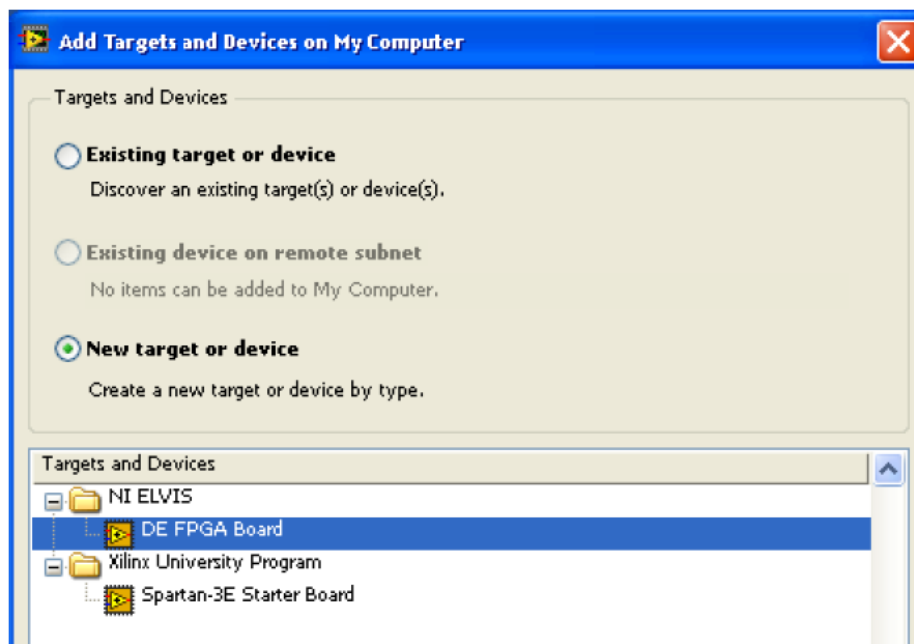 Add Targets and Devices on My Computer
Targets and Devices
Existing target or device
Discover an existing target(s) or device(s).
Existing device on remote subnet
No items can be added to My Computer.
New target or device
Create a new target or device by type.
Targets and Devices
NI ELVIS
DE FPGA Board
Xilinx University Program
Spartan-3E Starter Board